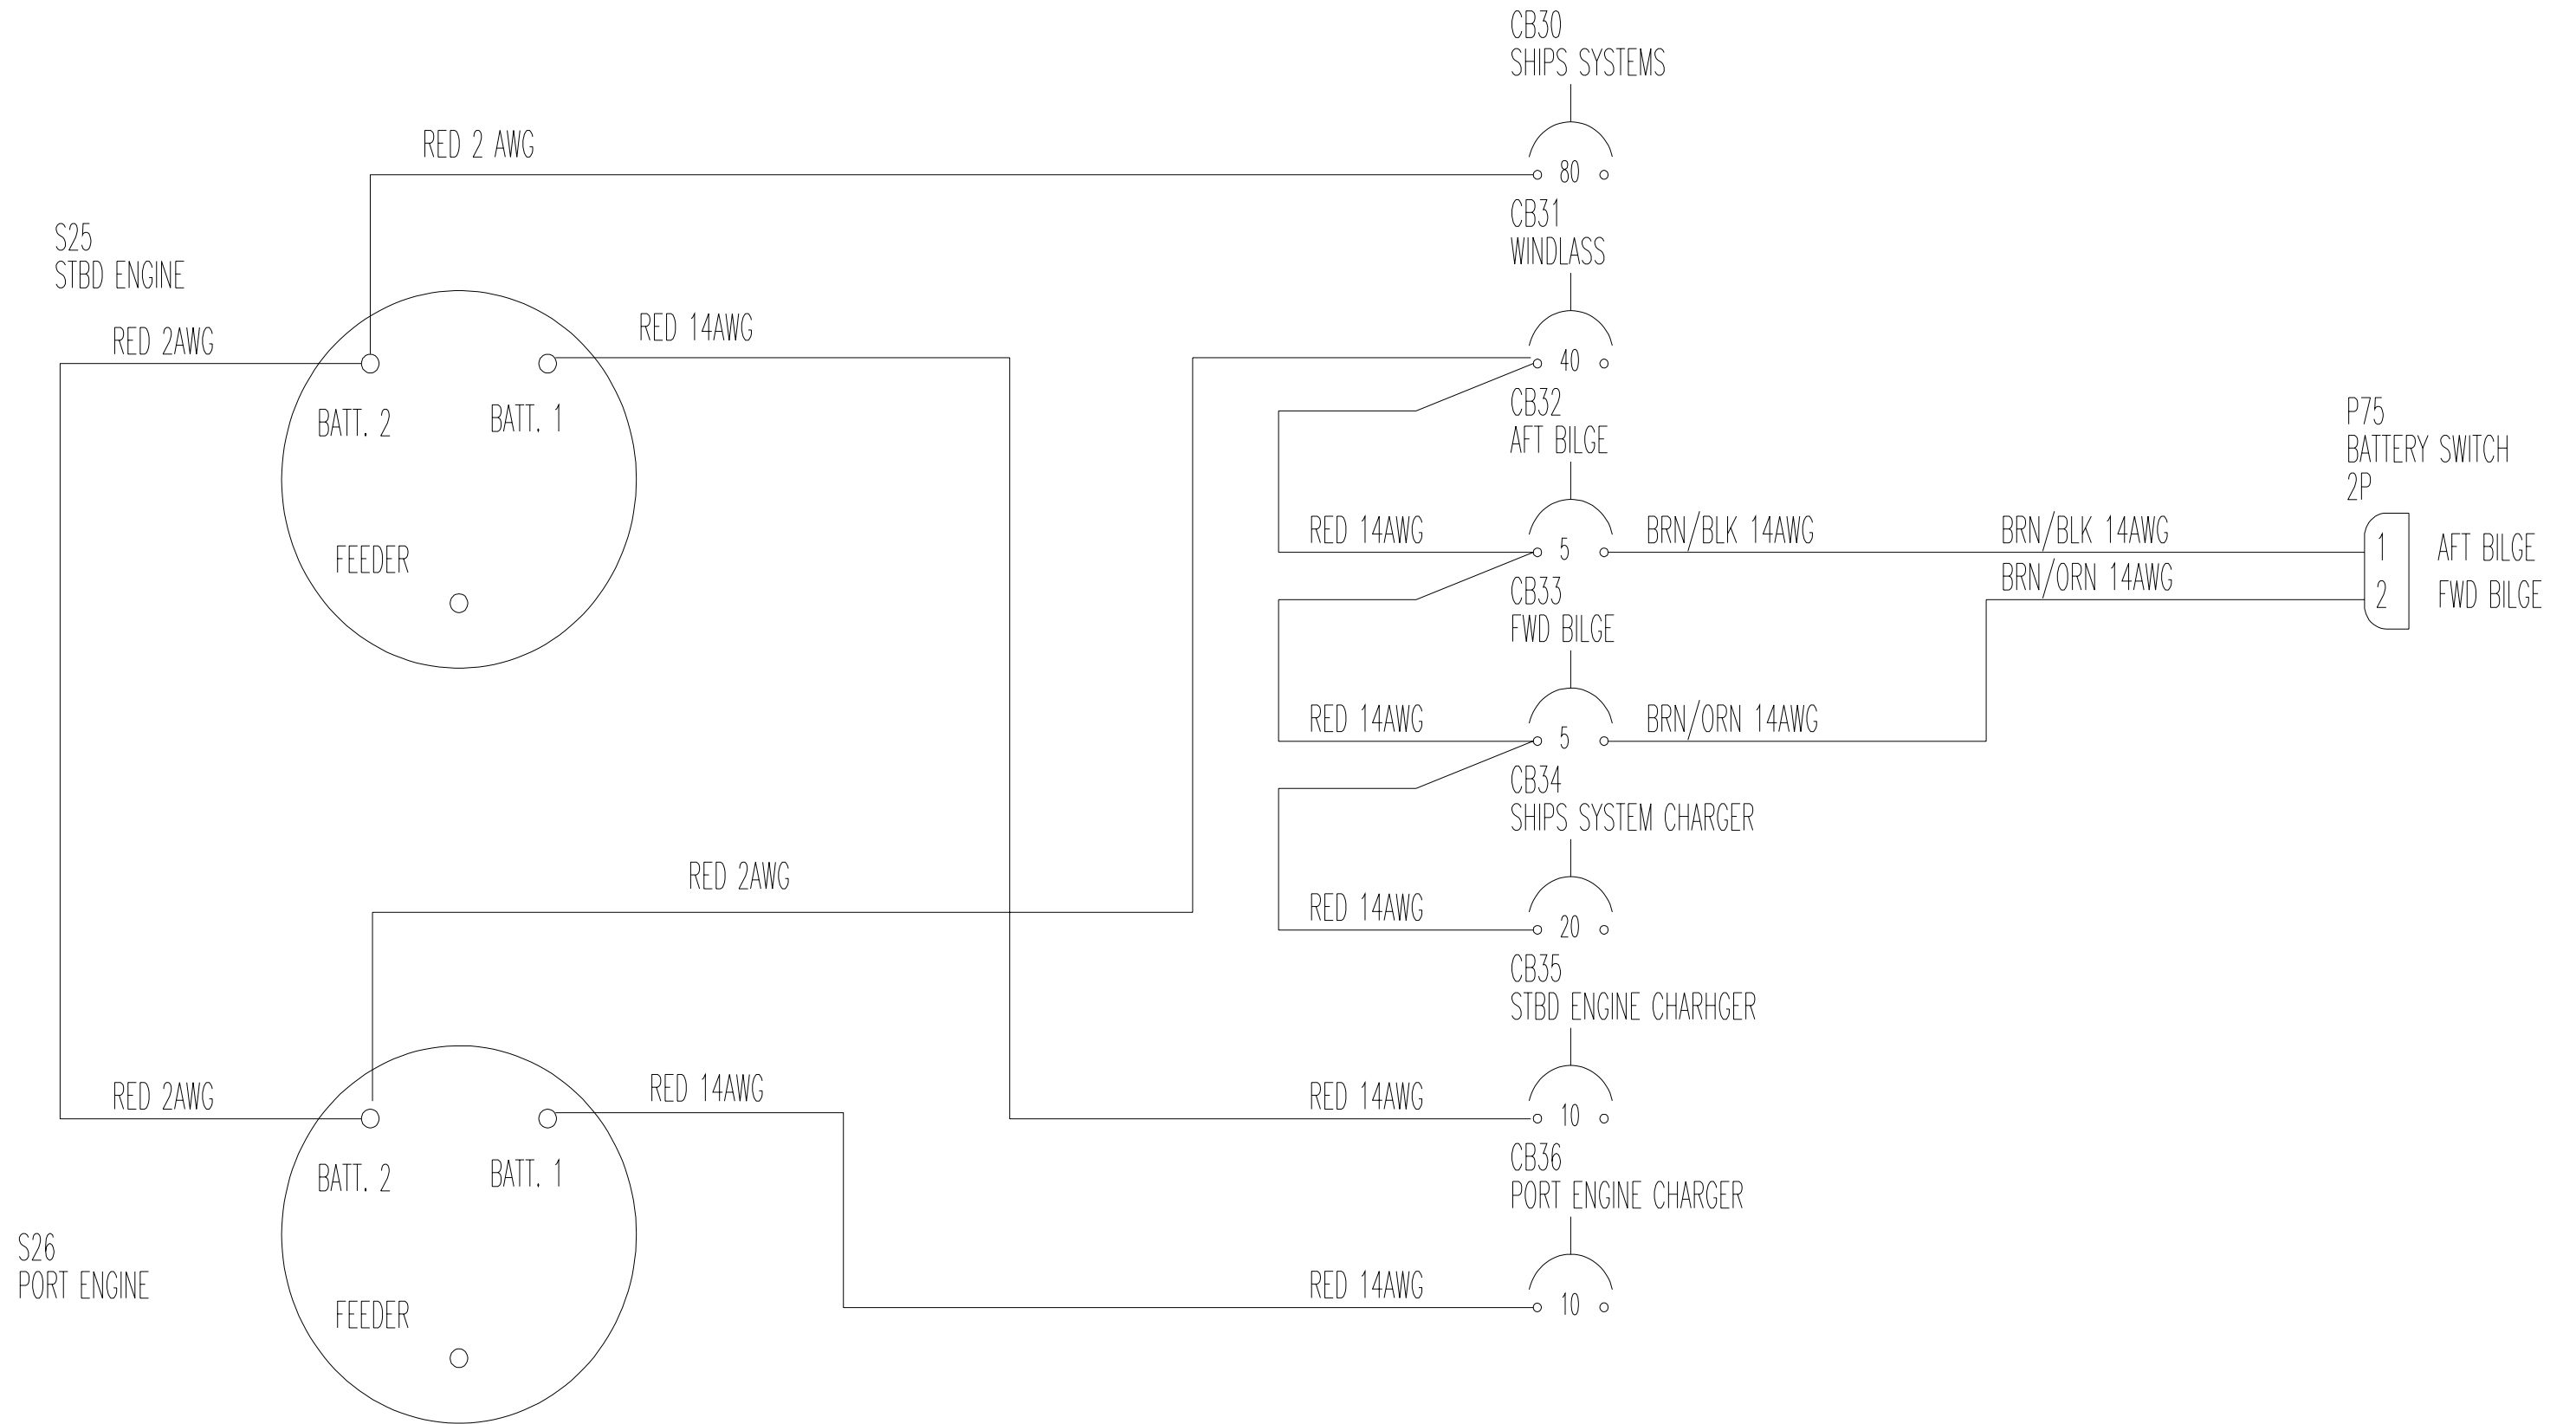 CB30
SHIPS SYSTEMS
RED 2 AWG
80
S25
STBD ENGINE
CB31
WINDLASS
RED 2AWG
RED 14AWG
40
BATT. 2
BATT. 1
CB32
AFT BILGE
P75
BATTERY SWITCH
2P
FEEDER
RED 14AWG
5
BRN/BLK 14AWG
BRN/BLK 14AWG
1
AFT BILGE
BRN/ORN 14AWG
2
FWD BILGE
CB33
FWD BILGE
RED 14AWG
5
BRN/ORN 14AWG
CB34
SHIPS SYSTEM CHARGER
RED 2AWG
RED 14AWG
20
CB35
STBD ENGINE CHARHGER
RED 2AWG
RED 14AWG
RED 14AWG
10
BATT. 2
BATT. 1
CB36
PORT ENGINE CHARGER
S26
PORT ENGINE
FEEDER
RED 14AWG
10